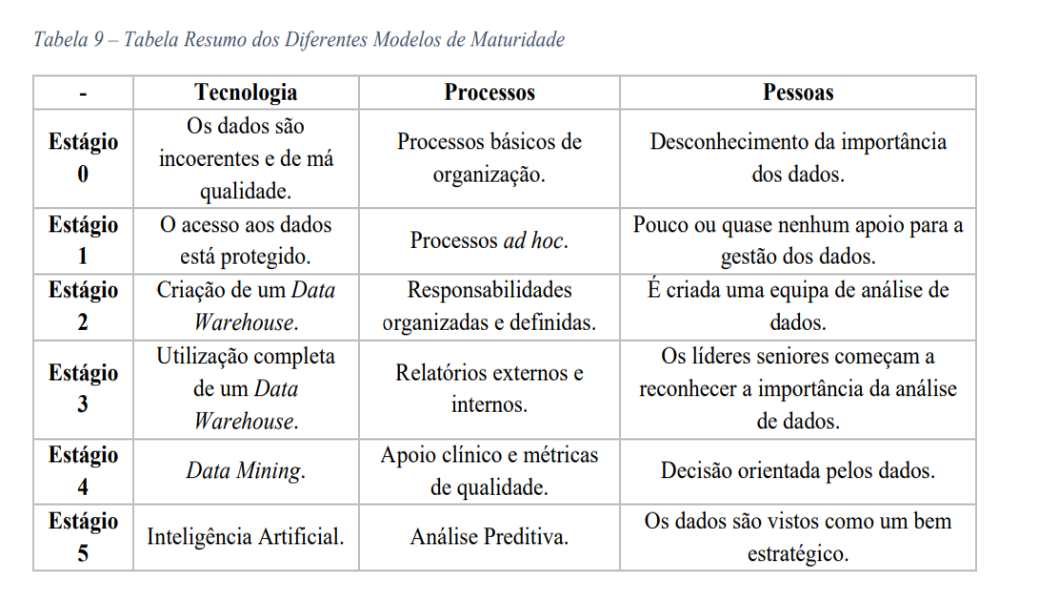 Tabela 9 – Tabela Resumo dos Diferentes Modelos de Maturidade
- Tecnologia Processos Pessoas
Estágio 0
Os dados são
incoerentes e de má
qualidade.
Processos básicos de
organização.
Desconhecimento da importância
dos dados.
Estágio 1
O acesso aos dados
está protegido.
Processos ad hoc.
Pouco ou quase nenhum apoio para a
gestão dos dados.
Estágio 2
Criação de um Data
Warehouse.
Responsabilidades
organizadas e definidas.
É criada uma equipa de análise de
dados.
Estágio 3
Utilização completa
de um Data
Warehouse.
Relatórios externos e
internos.
Os líderes seniores começam a
reconhecer a importância da análise
de dados.
Estágio 4
Data Mining.
Apoio clínico e métricas
de qualidade.
Decisão orientada pelos dados.
Estágio 5
Inteligência Artificial.
Análise Preditiva.
Os dados são vistos como um bem
estratégico.